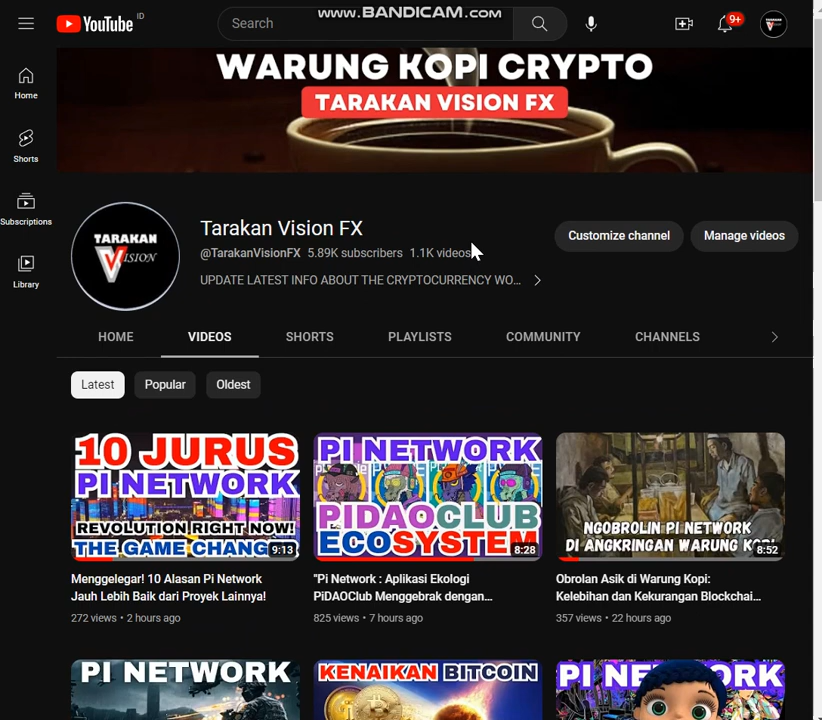 www.BANDICAM.com
YouTube ID
Search
9+
WARUNG KOPI CRYPTO
TARAKAN VISION FX
Home
Shorts
Subscriptions
Library
TARAKAN
VISION
Tarakan Vision FX
@TarakanVisionFX 5.89K subscribers 1.1K videos
UPDATE LATEST INFO ABOUT THE CRYPTOCURRENCY WO...
Customize channel
Manage videos
HOME VIDEOS SHORTS PLAYLISTS COMMUNITY CHANNELS
Latest Popular Oldest
10 JURUS
PI NETWORK
REVOLUTION RIGHT NOW!
THE GAME CHANG
9:13
Menggelegar! 10 Alasan Pi Network
Jauh Lebih Baik dari Proyek Lainnya!
272 views • 2 hours ago
PI NETWORK
PIDAOCLUB
ECOSYSTEM
8:28
"Pi Network : Aplikasi Ekologi
PiDAOClub Menggebrak dengan...
825 views • 7 hours ago
NGOBROLIN PI NETWORK
DI ANGKRINGAN WARUNG KOPI
8:52
Obrolan Asik di Warung Kopi:
Kelebihan dan Kekurangan Blockchai...
357 views • 22 hours ago
PI NETWORK
KENAIKAN BITCOIN
PI NETWORK